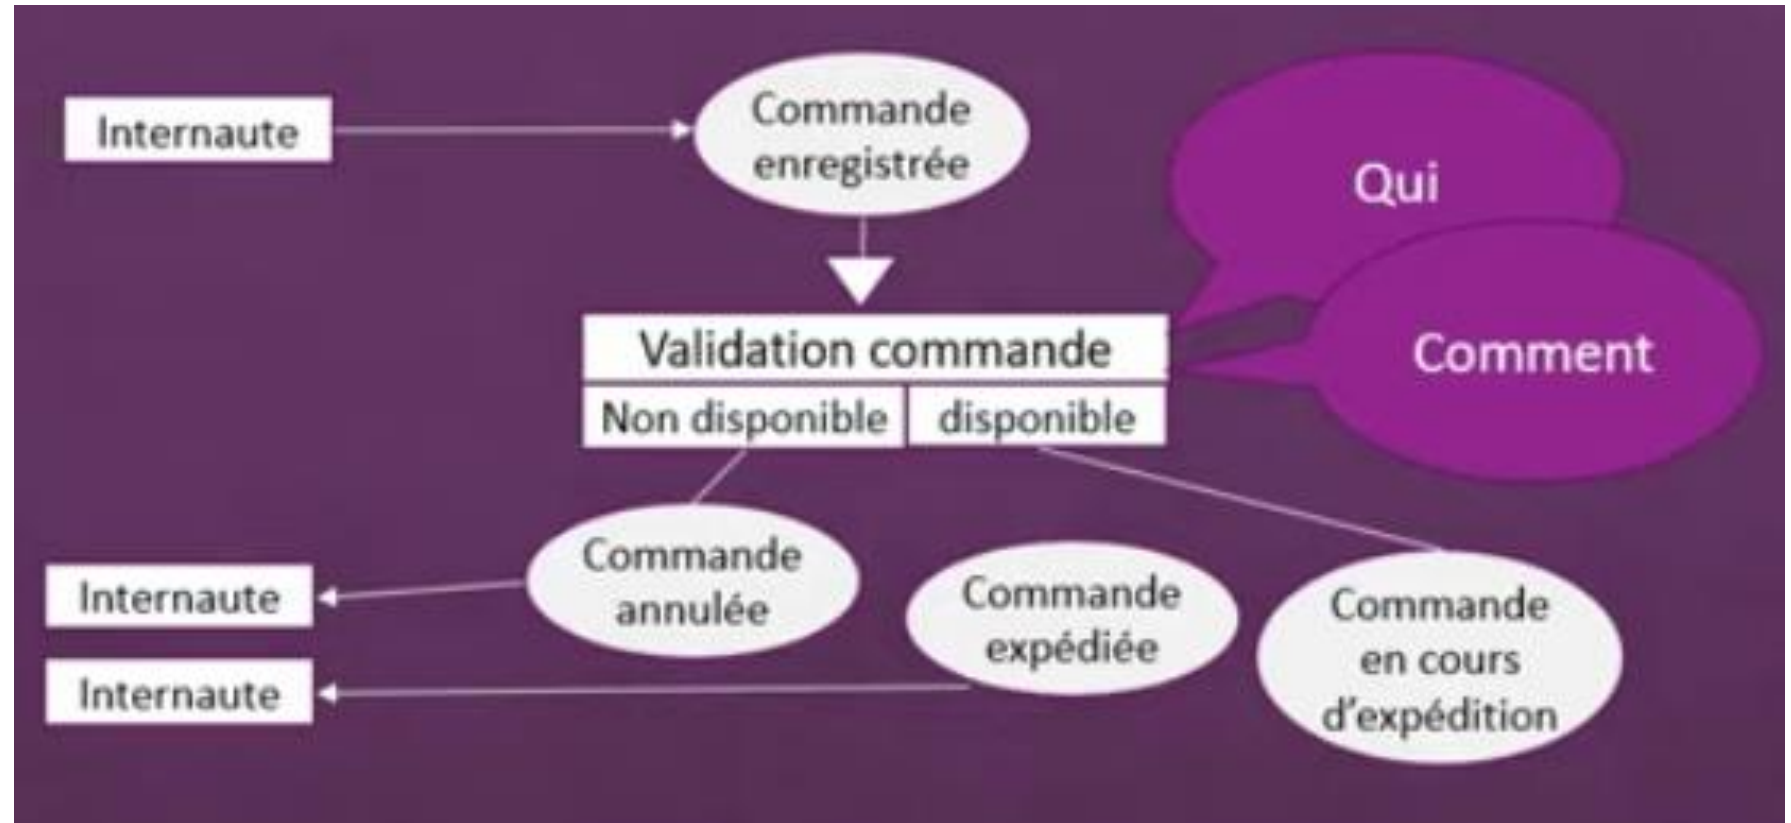 Internaute
Commande
enregistrée
Qui
Validation commande
Comment
Non disponible
disponible
Commande
annulée
Commande
expédiée
Commande
en cours
d'expédition
Internaute
Internaute